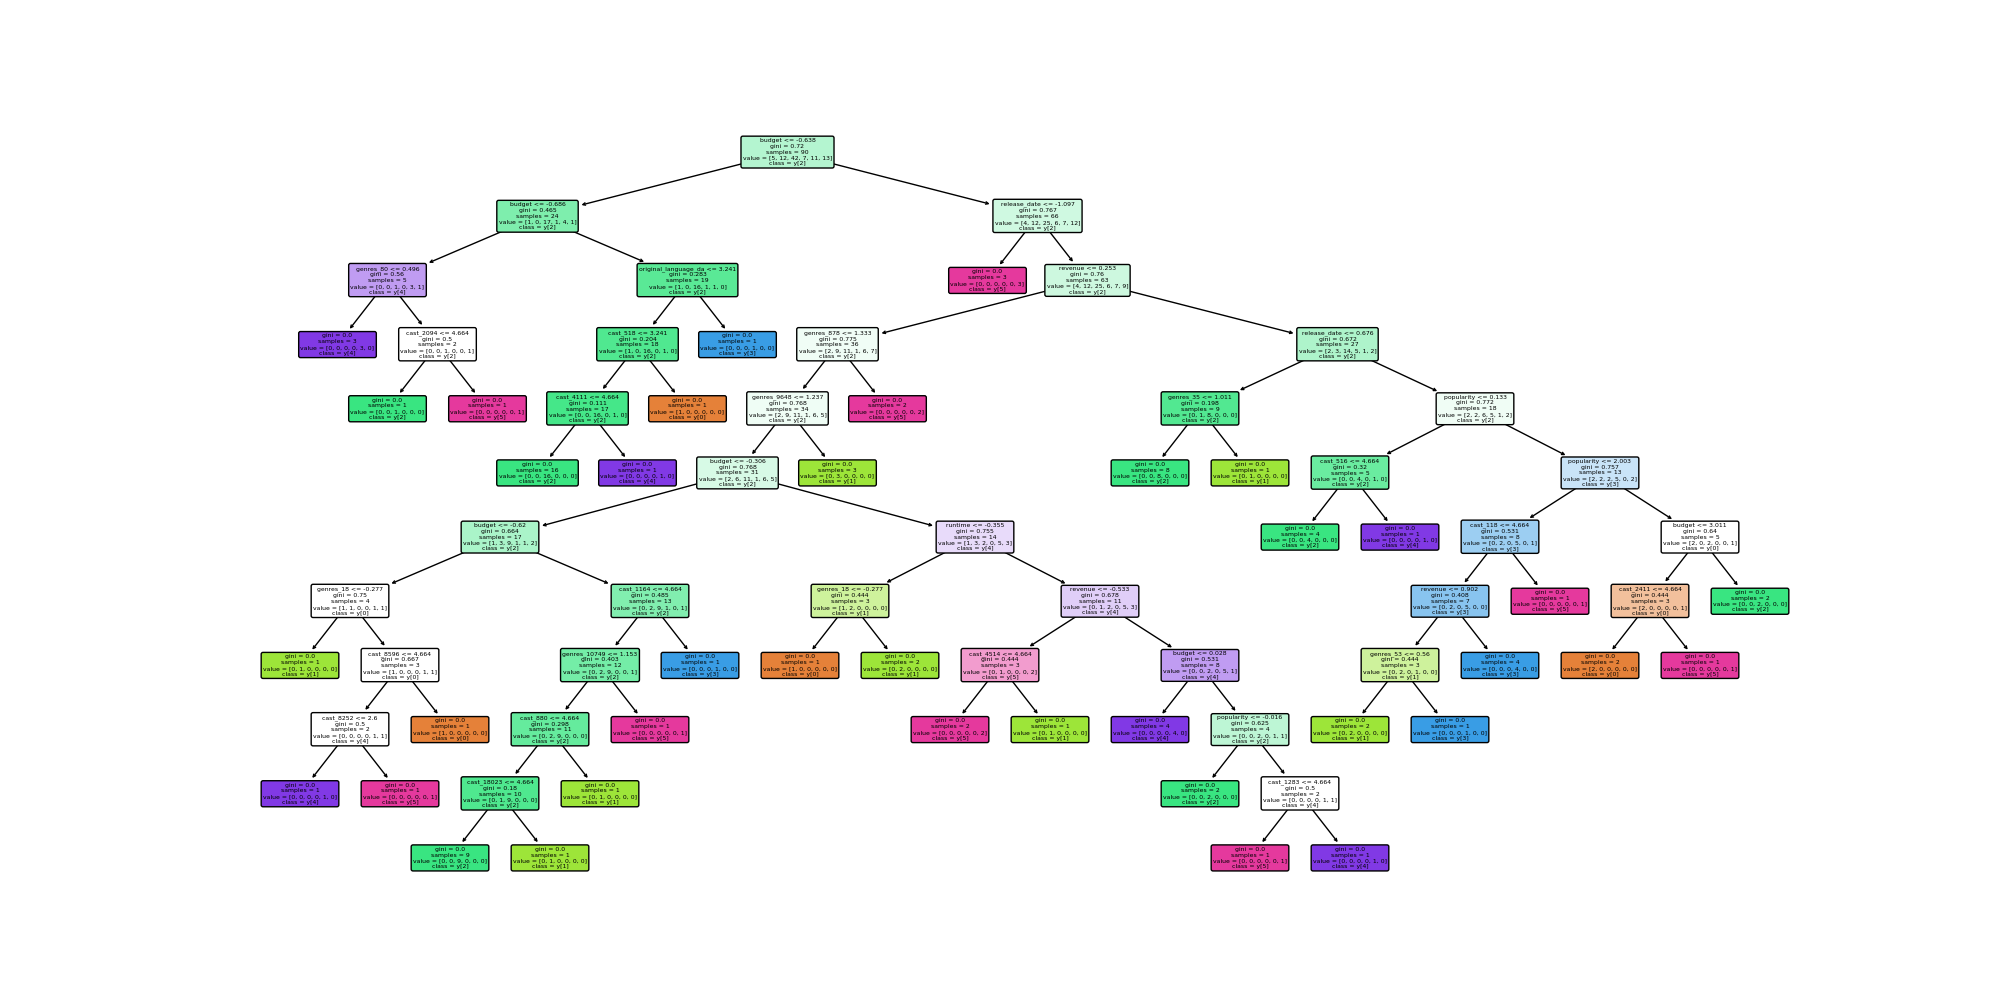 budget <= -0.638
gini = 0.72
samples = 90
value = [5, 12, 42, 7, 11, 13]
class = y[2]
budget <= -0.686
gini = 0.465
samples = 24
value = [1, 0, 17, 1, 4, 1]
class = y[2]
release_date <= -1.097
gini = 0.767
samples = 66
value = [4, 12, 25, 6, 7, 12]
class = y[2]
genres_80 <= 0.496
gini = 0.56
samples = 5
value = [0, 0, 1, 0, 3, 1]
class = y[4]
original_language_da <= 3.241
gini = 0.283
samples = 19
value = [1, 0, 16, 1, 1, 0]
class = y[2]
gini = 0.0
samples = 3
value = [0, 0, 0, 0, 0, 3]
class = y[5]
revenue <= 0.253
gini = 0.76
samples = 63
value = [4, 12, 25, 6, 7, 9]
class = y[2]
gini = 0.0
samples = 3
value = [0, 0, 0, 0, 3, 0]
class = y[4]
cast_2094 <= 4.664
gini = 0.5
samples = 2
value = [0, 0, 1, 0, 0, 1]
class = y[2]
cast_518 <= 3.241
gini = 0.204
samples = 18
value = [1, 0, 16, 0, 1, 0]
class = y[2]
gini = 0.0
samples = 1
value = [0, 0, 0, 1, 0, 0]
class = y[3]
genres_878 <= 1.333
gini = 0.775
samples = 36
value = [2, 9, 11, 1, 6, 7]
class = y[2]
release_date <= 0.676
gini = 0.672
samples = 27
value = [2, 3, 14, 5, 1, 2]
class = y[2]
gini = 0.0
samples = 1
value = [0, 0, 1, 0, 0, 0]
class = y[2]
gini = 0.0
samples = 1
value = [0, 0, 0, 0, 0, 1]
class = y[5]
cast_4111 <= 4.664
gini = 0.111
samples = 17
value = [0, 0, 16, 0, 1, 0]
class = y[2]
gini = 0.0
samples = 1
value = [1, 0, 0, 0, 0, 0]
class = y[0]
genres_9648 <= 1.237
gini = 0.768
samples = 34
value = [2, 9, 11, 1, 6, 5]
class = y[2]
gini = 0.0
samples = 2
value = [0, 0, 0, 0, 0, 2]
class = y[5]
genres_35 <= 1.011
gini = 0.198
samples = 9
value = [0, 1, 8, 0, 0, 0]
class = y[2]
popularity <= 0.133
gini = 0.772
samples = 18
value = [2, 2, 6, 5, 1, 2]
class = y[2]
gini = 0.0
samples = 16
value = [0, 0, 16, 0, 0, 0]
class = y[2]
gini = 0.0
samples = 1
value = [0, 0, 0, 0, 1, 0]
class = y[4]
budget <= -0.306
gini = 0.768
samples = 31
value = [2, 6, 11, 1, 6, 5]
class = y[2]
gini = 0.0
samples = 3
value = [0, 3, 0, 0, 0, 0]
class = y[1]
gini = 0.0
samples = 8
value = [0, 0, 8, 0, 0, 0]
class = y[2]
gini = 0.0
samples = 1
value = [0, 1, 0, 0, 0, 0]
class = y[1]
cast_516 <= 4.664
gini = 0.32
samples = 5
value = [0, 0, 4, 0, 1, 0]
class = y[2]
popularity <= 2.003
gini = 0.757
samples = 13
value = [2, 2, 2, 5, 0, 2]
class = y[3]
budget <= -0.62
gini = 0.664
samples = 17
value = [1, 3, 9, 1, 1, 2]
class = y[2]
runtime <= -0.355
gini = 0.755
samples = 14
value = [1, 3, 2, 0, 5, 3]
class = y[4]
gini = 0.0
samples = 4
value = [0, 0, 4, 0, 0, 0]
class = y[2]
gini = 0.0
samples = 1
value = [0, 0, 0, 0, 1, 0]
class = y[4]
cast_118 <= 4.664
gini = 0.531
samples = 8
value = [0, 2, 0, 5, 0, 1]
class = y[3]
budget <= 3.011
gini = 0.64
samples = 5
value = [2, 0, 2, 0, 0, 1]
class = y[0]
genres_18 <= -0.277
gini = 0.75
samples = 4
value = [1, 1, 0, 0, 1, 1]
class = y[0]
cast_1164 <= 4.664
gini = 0.485
samples = 13
value = [0, 2, 9, 1, 0, 1]
class = y[2]
genres_18 <= -0.277
gini = 0.444
samples = 3
value = [1, 2, 0, 0, 0, 0]
class = y[1]
revenue <= -0.533
gini = 0.678
samples = 11
value = [0, 1, 2, 0, 5, 3]
class = y[4]
revenue <= 0.902
gini = 0.408
samples = 7
value = [0, 2, 0, 5, 0, 0]
class = y[3]
gini = 0.0
samples = 1
value = [0, 0, 0, 0, 0, 1]
class = y[5]
cast_2411 <= 4.664
gini = 0.444
samples = 3
value = [2, 0, 0, 0, 0, 1]
class = y[0]
gini = 0.0
samples = 2
value = [0, 0, 2, 0, 0, 0]
class = y[2]
gini = 0.0
samples = 1
value = [0, 1, 0, 0, 0, 0]
class = y[1]
cast_8596 <= 4.664
gini = 0.667
samples = 3
value = [1, 0, 0, 0, 1, 1]
class = y[0]
genres_10749 <= 1.153
gini = 0.403
samples = 12
value = [0, 2, 9, 0, 0, 1]
class = y[2]
gini = 0.0
samples = 1
value = [0, 0, 0, 1, 0, 0]
class = y[3]
gini = 0.0
samples = 1
value = [1, 0, 0, 0, 0, 0]
class = y[0]
gini = 0.0
samples = 2
value = [0, 2, 0, 0, 0, 0]
class = y[1]
cast_4514 <= 4.664
gini = 0.444
samples = 3
value = [0, 1, 0, 0, 0, 2]
class = y[5]
budget <= 0.028
gini = 0.531
samples = 8
value = [0, 0, 2, 0, 5, 1]
class = y[4]
genres_53 <= 0.56
gini = 0.444
samples = 3
value = [0, 2, 0, 1, 0, 0]
class = y[1]
gini = 0.0
samples = 4
value = [0, 0, 0, 4, 0, 0]
class = y[3]
gini = 0.0
samples = 2
value = [2, 0, 0, 0, 0, 0]
class = y[0]
gini = 0.0
samples = 1
value = [0, 0, 0, 0, 0, 1]
class = y[5]
cast_8252 <= 2.6
gini = 0.5
samples = 2
value = [0, 0, 0, 0, 1, 1]
class = y[4]
gini = 0.0
samples = 1
value = [1, 0, 0, 0, 0, 0]
class = y[0]
cast_880 <= 4.664
gini = 0.298
samples = 11
value = [0, 2, 9, 0, 0, 0]
class = y[2]
gini = 0.0
samples = 1
value = [0, 0, 0, 0, 0, 1]
class = y[5]
gini = 0.0
samples = 2
value = [0, 0, 0, 0, 0, 2]
class = y[5]
gini = 0.0
samples = 1
value = [0, 1, 0, 0, 0, 0]
class = y[1]
gini = 0.0
samples = 4
value = [0, 0, 0, 0, 4, 0]
class = y[4]
popularity <= -0.016
gini = 0.625
samples = 4
value = [0, 0, 2, 0, 1, 1]
class = y[2]
gini = 0.0
samples = 2
value = [0, 2, 0, 0, 0, 0]
class = y[1]
gini = 0.0
samples = 1
value = [0, 0, 0, 1, 0, 0]
class = y[3]
gini = 0.0
samples = 1
value = [0, 0, 0, 0, 1, 0]
class = y[4]
gini = 0.0
samples = 1
value = [0, 0, 0, 0, 0, 1]
class = y[5]
cast_18023 <= 4.664
gini = 0.18
samples = 10
value = [0, 1, 9, 0, 0, 0]
class = y[2]
gini = 0.0
samples = 1
value = [0, 1, 0, 0, 0, 0]
class = y[1]
gini = 0.0
samples = 2
value = [0, 0, 2, 0, 0, 0]
class = y[2]
cast_1283 <= 4.664
gini = 0.5
samples = 2
value = [0, 0, 0, 0, 1, 1]
class = y[4]
gini = 0.0
samples = 9
value = [0, 0, 9, 0, 0, 0]
class = y[2]
gini = 0.0
samples = 1
value = [0, 1, 0, 0, 0, 0]
class = y[1]
gini = 0.0
samples = 1
value = [0, 0, 0, 0, 0, 1]
class = y[5]
gini = 0.0
samples = 1
value = [0, 0, 0, 0, 1, 0]
class = y[4]